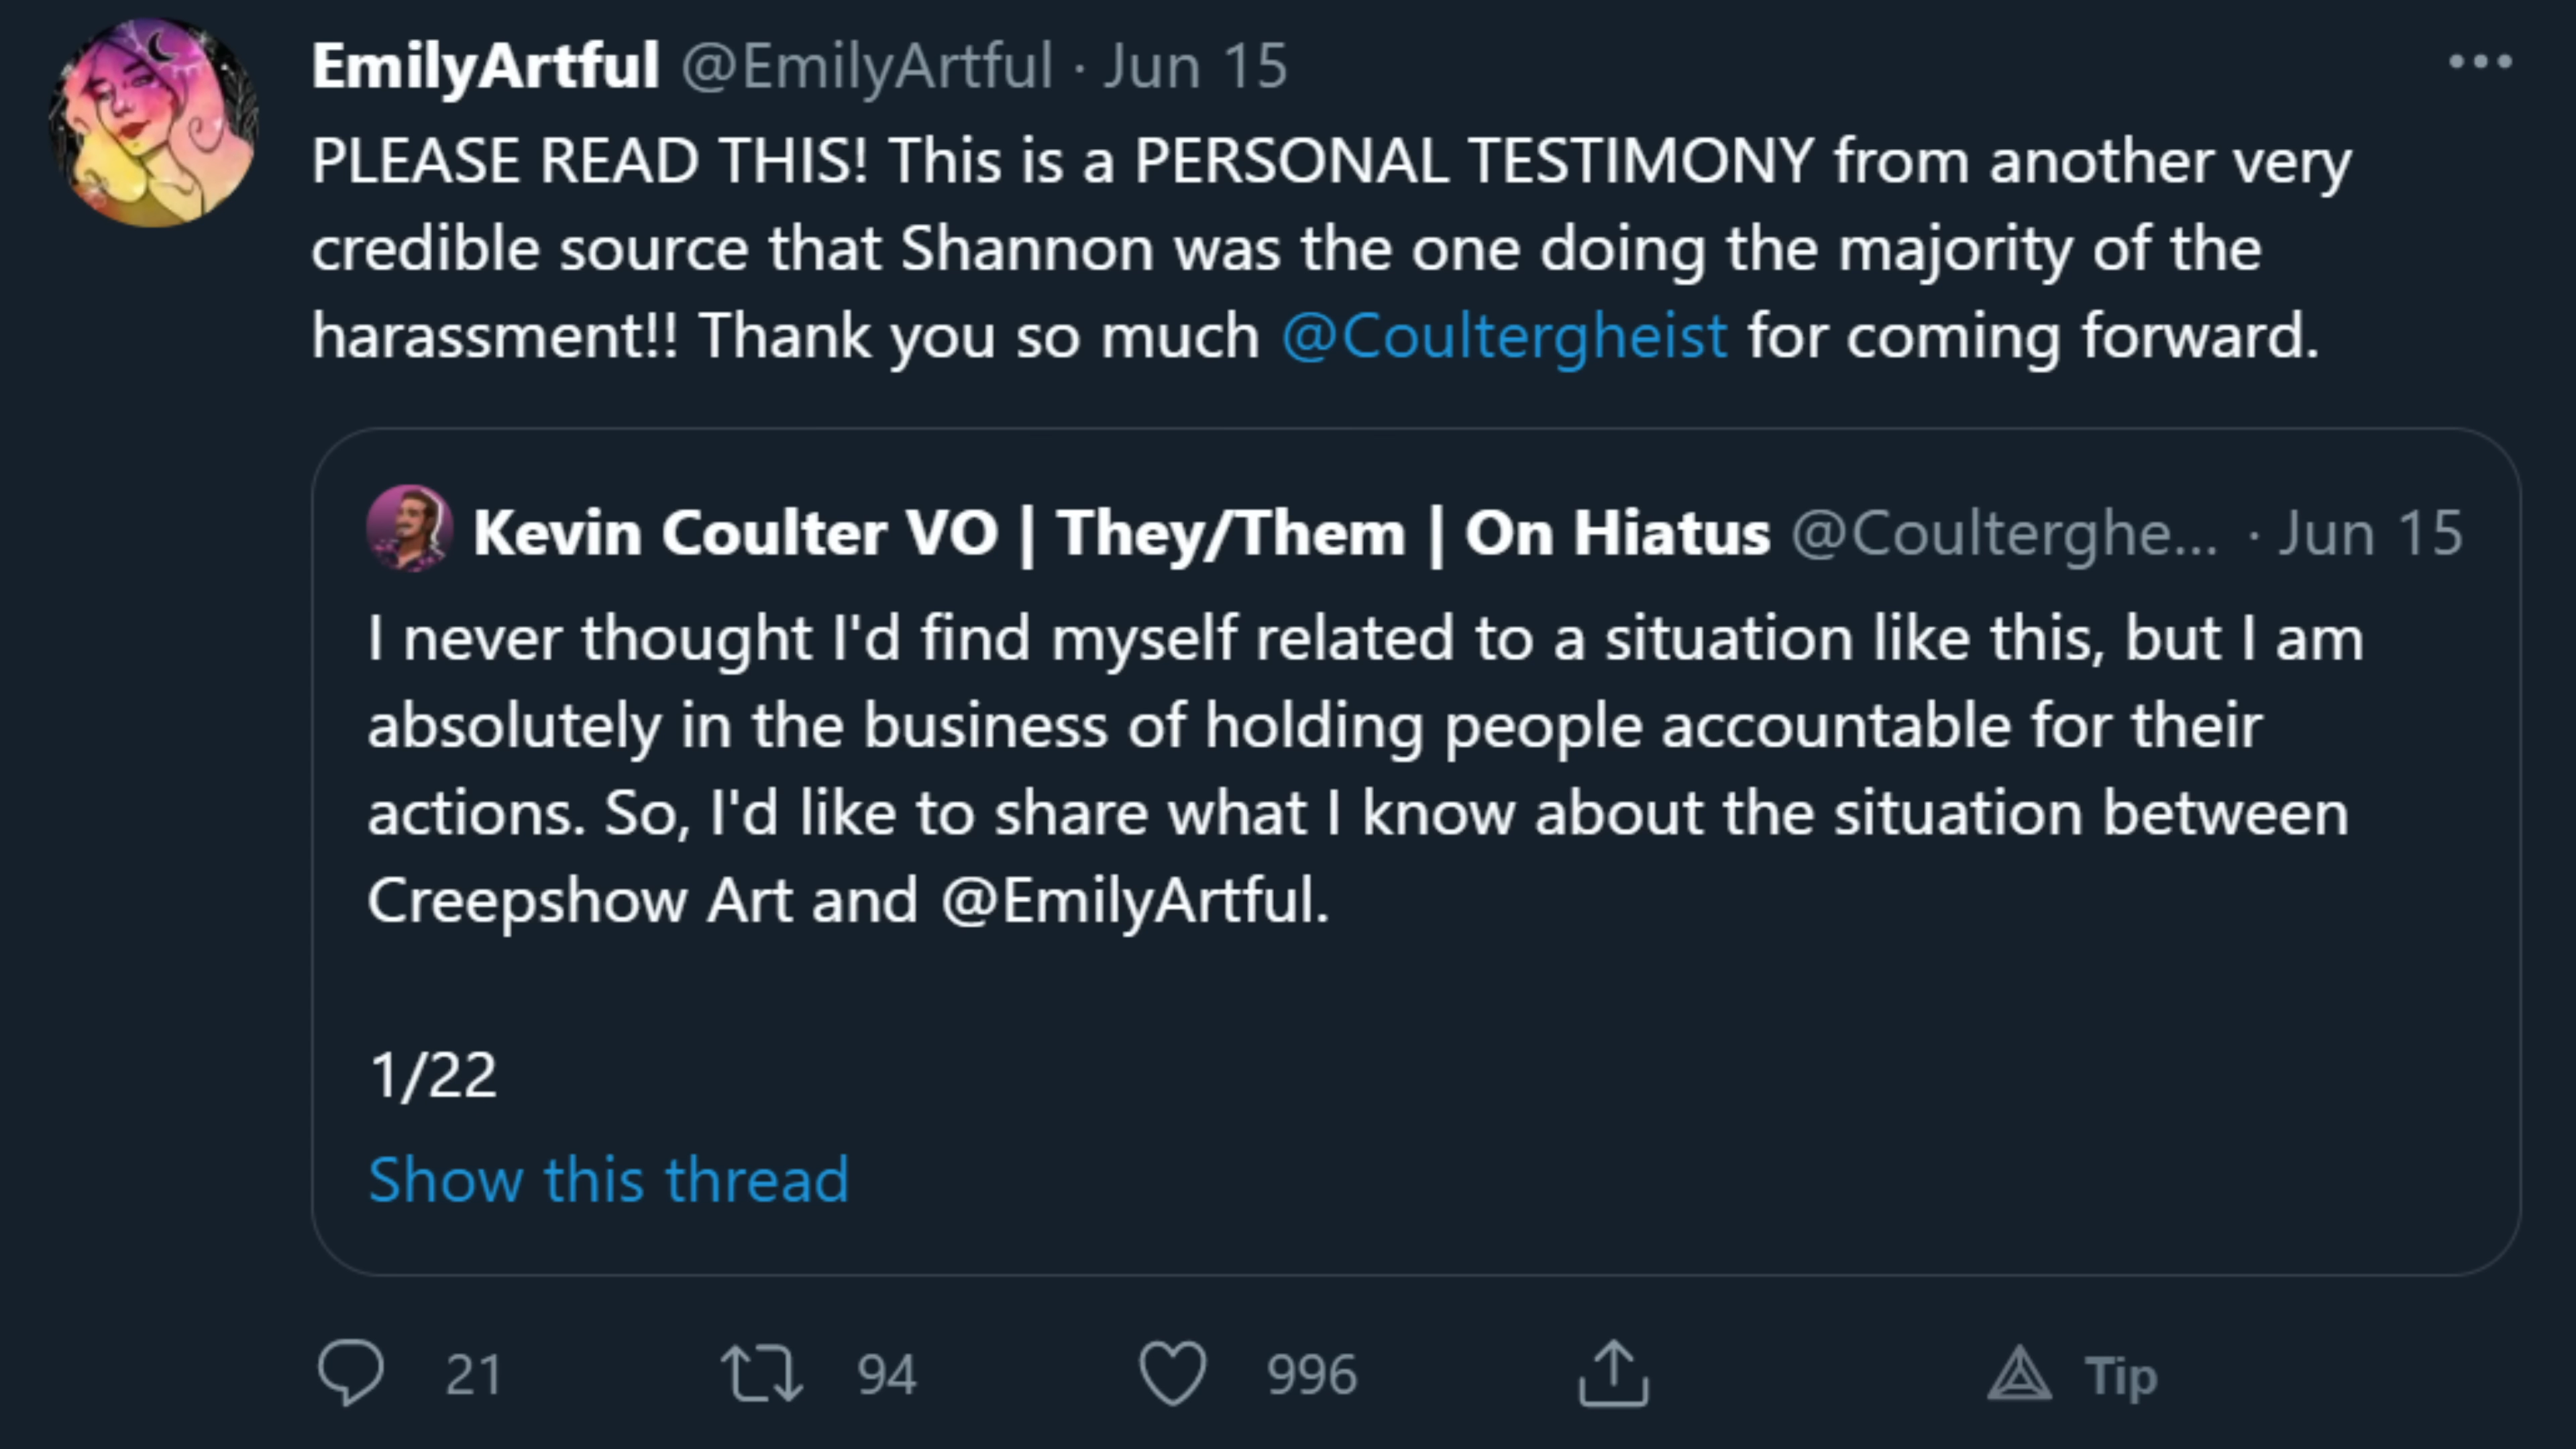 EmilyArtful @EmilyArtful · Jun 15
PLEASE READ THIS! This is a PERSONAL TESTIMONY from another very
credible source that Shannon was the one doing the majority of the
harassment!! Thank you so much @Coultergheist for coming forward.
Kevin Coulter VO | They/Them | On Hiatus @Coulterghe... · Jun 15
I never thought I'd find myself related to a situation like this, but I am
absolutely in the business of holding people accountable for their
actions. So, I'd like to share what I know about the situation between
Creepshow Art and @EmilyArtful.
1/22
Show this thread
21 94 996 Tip